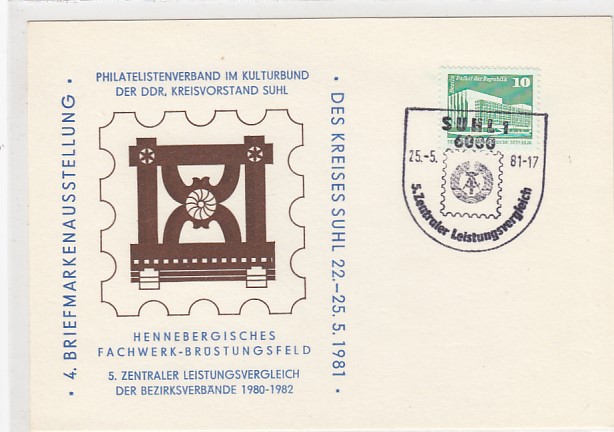 PHILATELISTENVERBAND IM KULTURBUND
DER DDR, KREISVORSTAND SUHL
• 4. BRIEFMARKENAUSSTELLUNG •
• DES KREISES SUHL 22.–25.5.1981 •
HENNEBERGISCHES
FACHWERK-BRÜSTUNGSFELD
5. ZENTRALER LEISTUNGSVERGLEICH
DER BEZIRKSVERBÄNDE 1980-1982
Berlin
Palast der Republik
10
SUHL 1
6000
25.-5.
81-17
5. Zentraler Leistungsvergleich